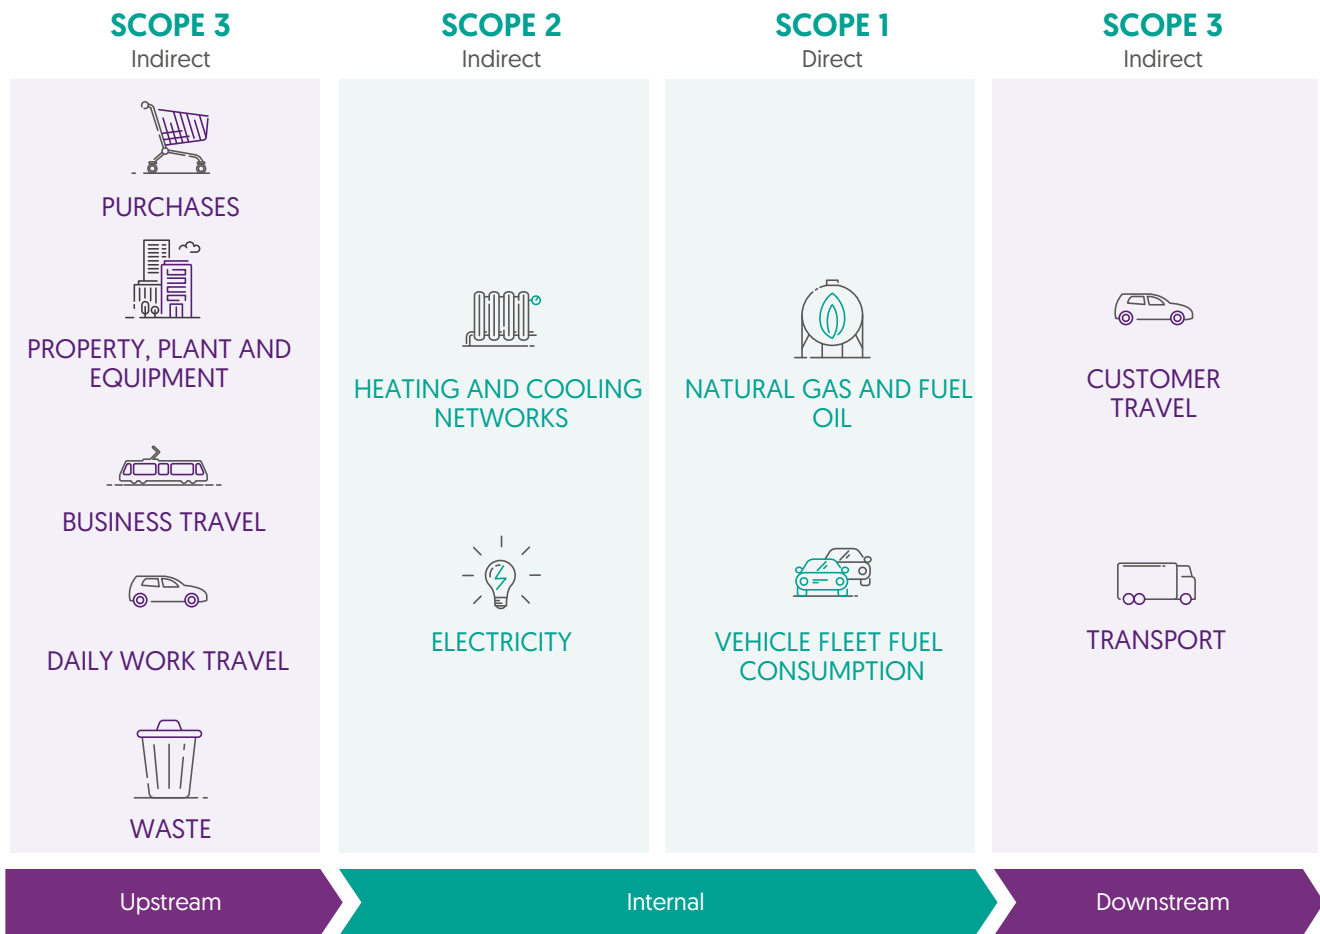 SCOPE 3
Indirect
PURCHASES
PROPERTY, PLANT AND
EQUIPMENT
BUSINESS TRAVEL
DAILY WORK TRAVEL
WASTE
Upstream
SCOPE 2
Indirect
HEATING AND COOLING
NETWORKS
ELECTRICITY
SCOPE 1
Direct
NATURAL GAS AND FUEL
OIL
VEHICLE FLEET FUEL
CONSUMPTION
Internal
SCOPE 3
Indirect
CUSTOMER
TRAVEL
TRANSPORT
Downstream